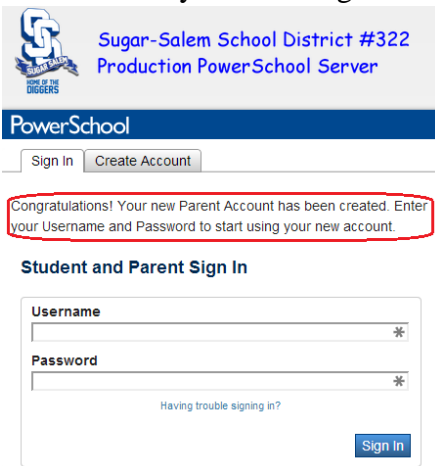 Sugar-Salem School District #322
Production PowerSchool Server
SUGAR SALEM
HOME OF THE
DIGGERS
PowerSchool
Sign In
Create Account
Congratulations! Your new Parent Account has been created. Enter
your Username and Password to start using your new account.
Student and Parent Sign In
Username
Password
Having trouble signing in?
Sign In